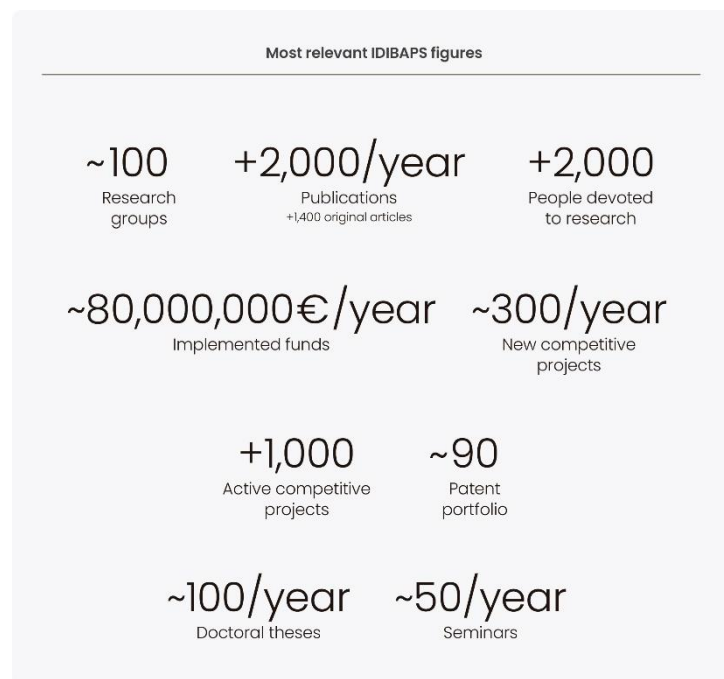 Most relevant IDIBAPS figures
~100
Research
groups
+2,000/year
Publications
+1,400 original articles
+2,000
People devoted
to research
~80,000,000€/year
Implemented funds
~300/year
New competitive
projects
+1,000
Active competitive
projects
~90
Patent
portfolio
~100/year
Doctoral theses
~50/year
Seminars